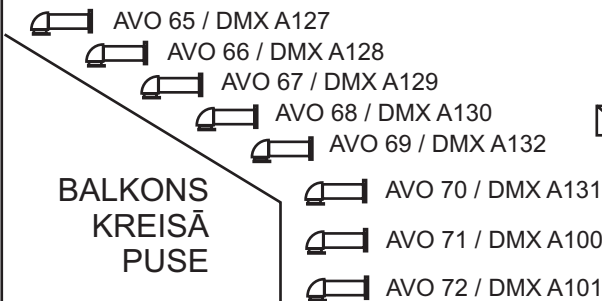 AVO 65 / DMX A127
AVO 66 / DMX A128
AVO 67 / DMX A129
AVO 68 / DMX A130
AVO 69 / DMX A132
BALKONS
KREISĀ
PUSE
AVO 70 / DMX A131
AVO 71 / DMX A100
AVO 72 / DMX A101